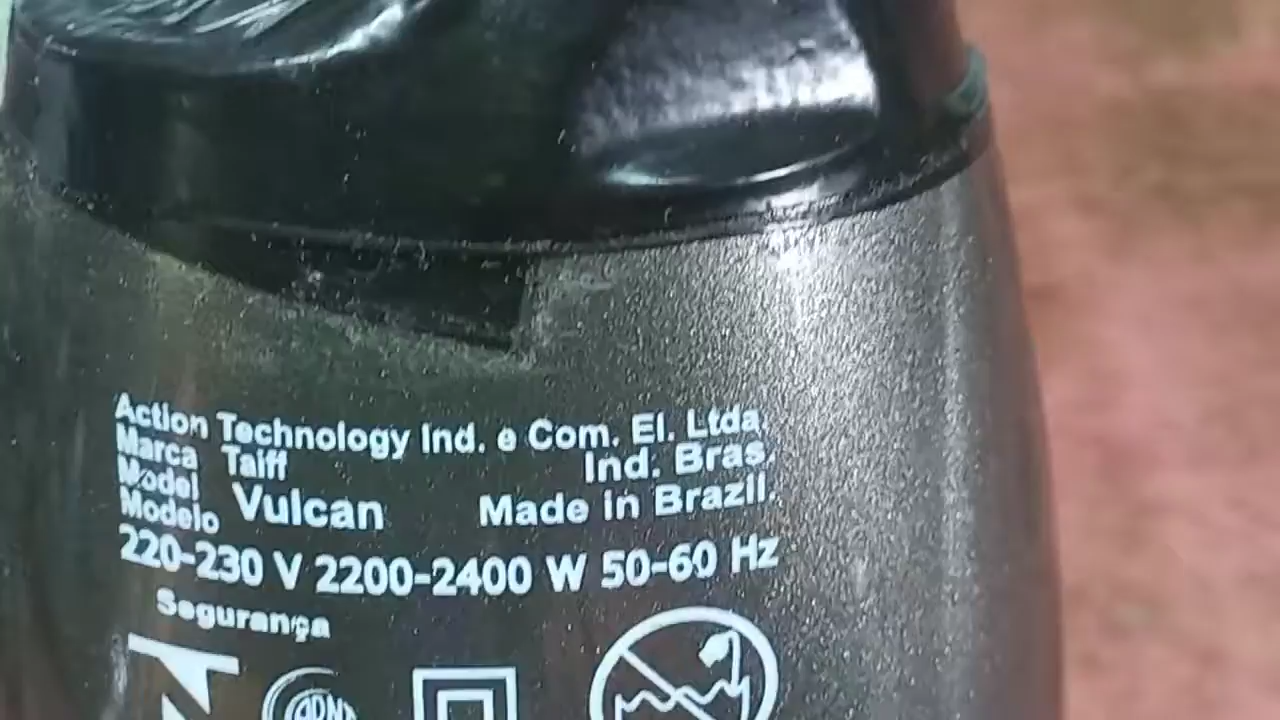 Action Technology Ind. e Com. El. Ltda
Marca Taiff Ind. Bras.
Model
Modelo Vulcan Made in Brazil.
220-230 V 2200-2400 W 50-60 Hz
Segurança